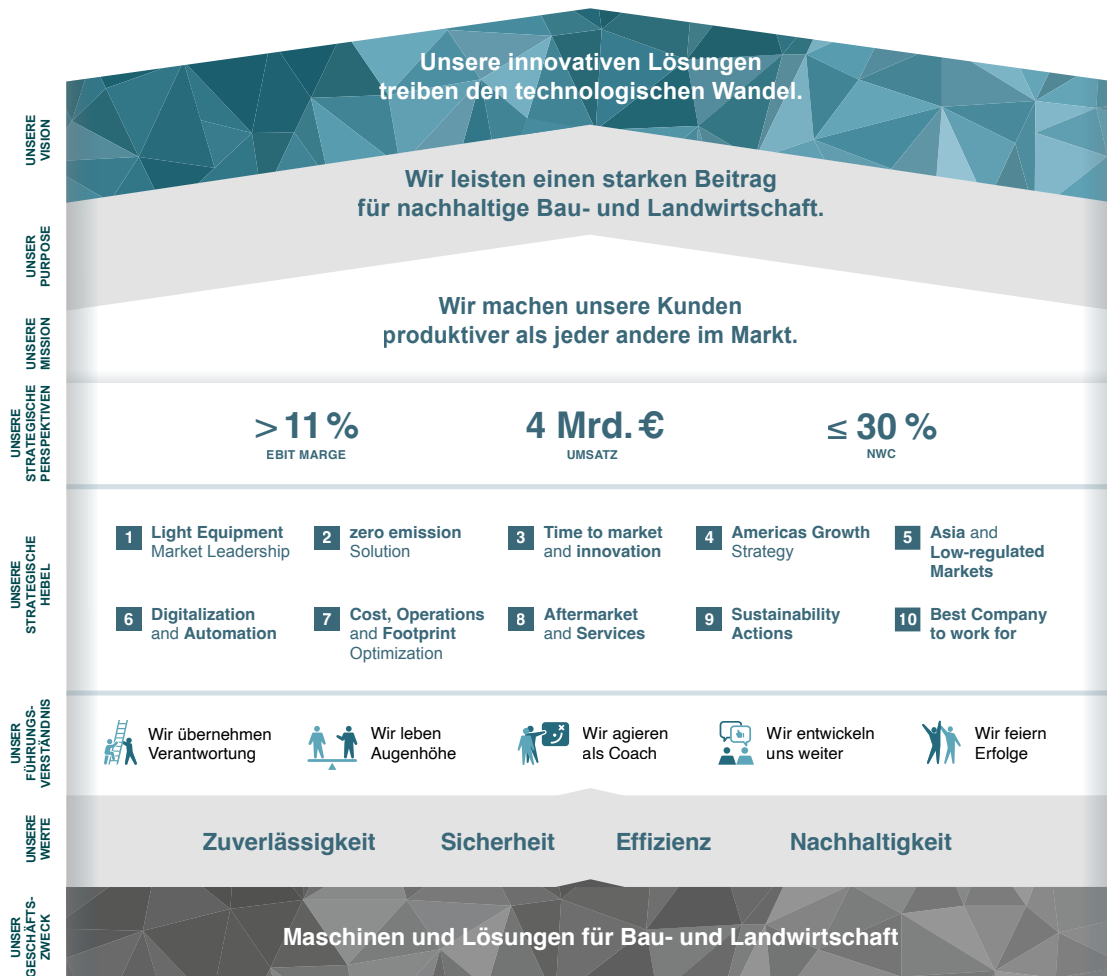 UNSERE
VISION
Unsere innovativen Lösungen
treiben den technologischen Wandel.
UNSER
PURPOSE
Wir leisten einen starken Beitrag
für nachhaltige Bau- und Landwirtschaft.
UNSERE
MISSION
Wir machen unsere Kunden
produktiver als jeder andere im Markt.
UNSERE
STRATEGISCHE
PERSPEKTIVEN
> 11 %
EBIT MARGE
4 Mrd. €
UMSATZ
≤ 30 %
NWC
UNSERE
STRATEGISCHE
HEBEL
1
Light Equipment
Market Leadership
2
zero emission
Solution
3
Time to market
and innovation
4
Americas Growth
Strategy
5
Asia and
Low-regulated
Markets
6
Digitalization
and Automation
7
Cost, Operations
and Footprint
Optimization
8
Aftermarket
and Services
9
Sustainability
Actions
10
Best Company
to work for
UNSER
FÜHRUNGS-
VERSTÄNDNIS
Wir übernehmen
Verantwortung
Wir leben
Augenhöhe
Wir agieren
als Coach
Wir entwickeln
uns weiter
Wir feiern
Erfolge
UNSERE
WERTE
Zuverlässigkeit
Sicherheit
Effizienz
Nachhaltigkeit
UNSER
GESCHÄFTS-
ZWECK
Maschinen und Lösungen für Bau- und Landwirtschaft